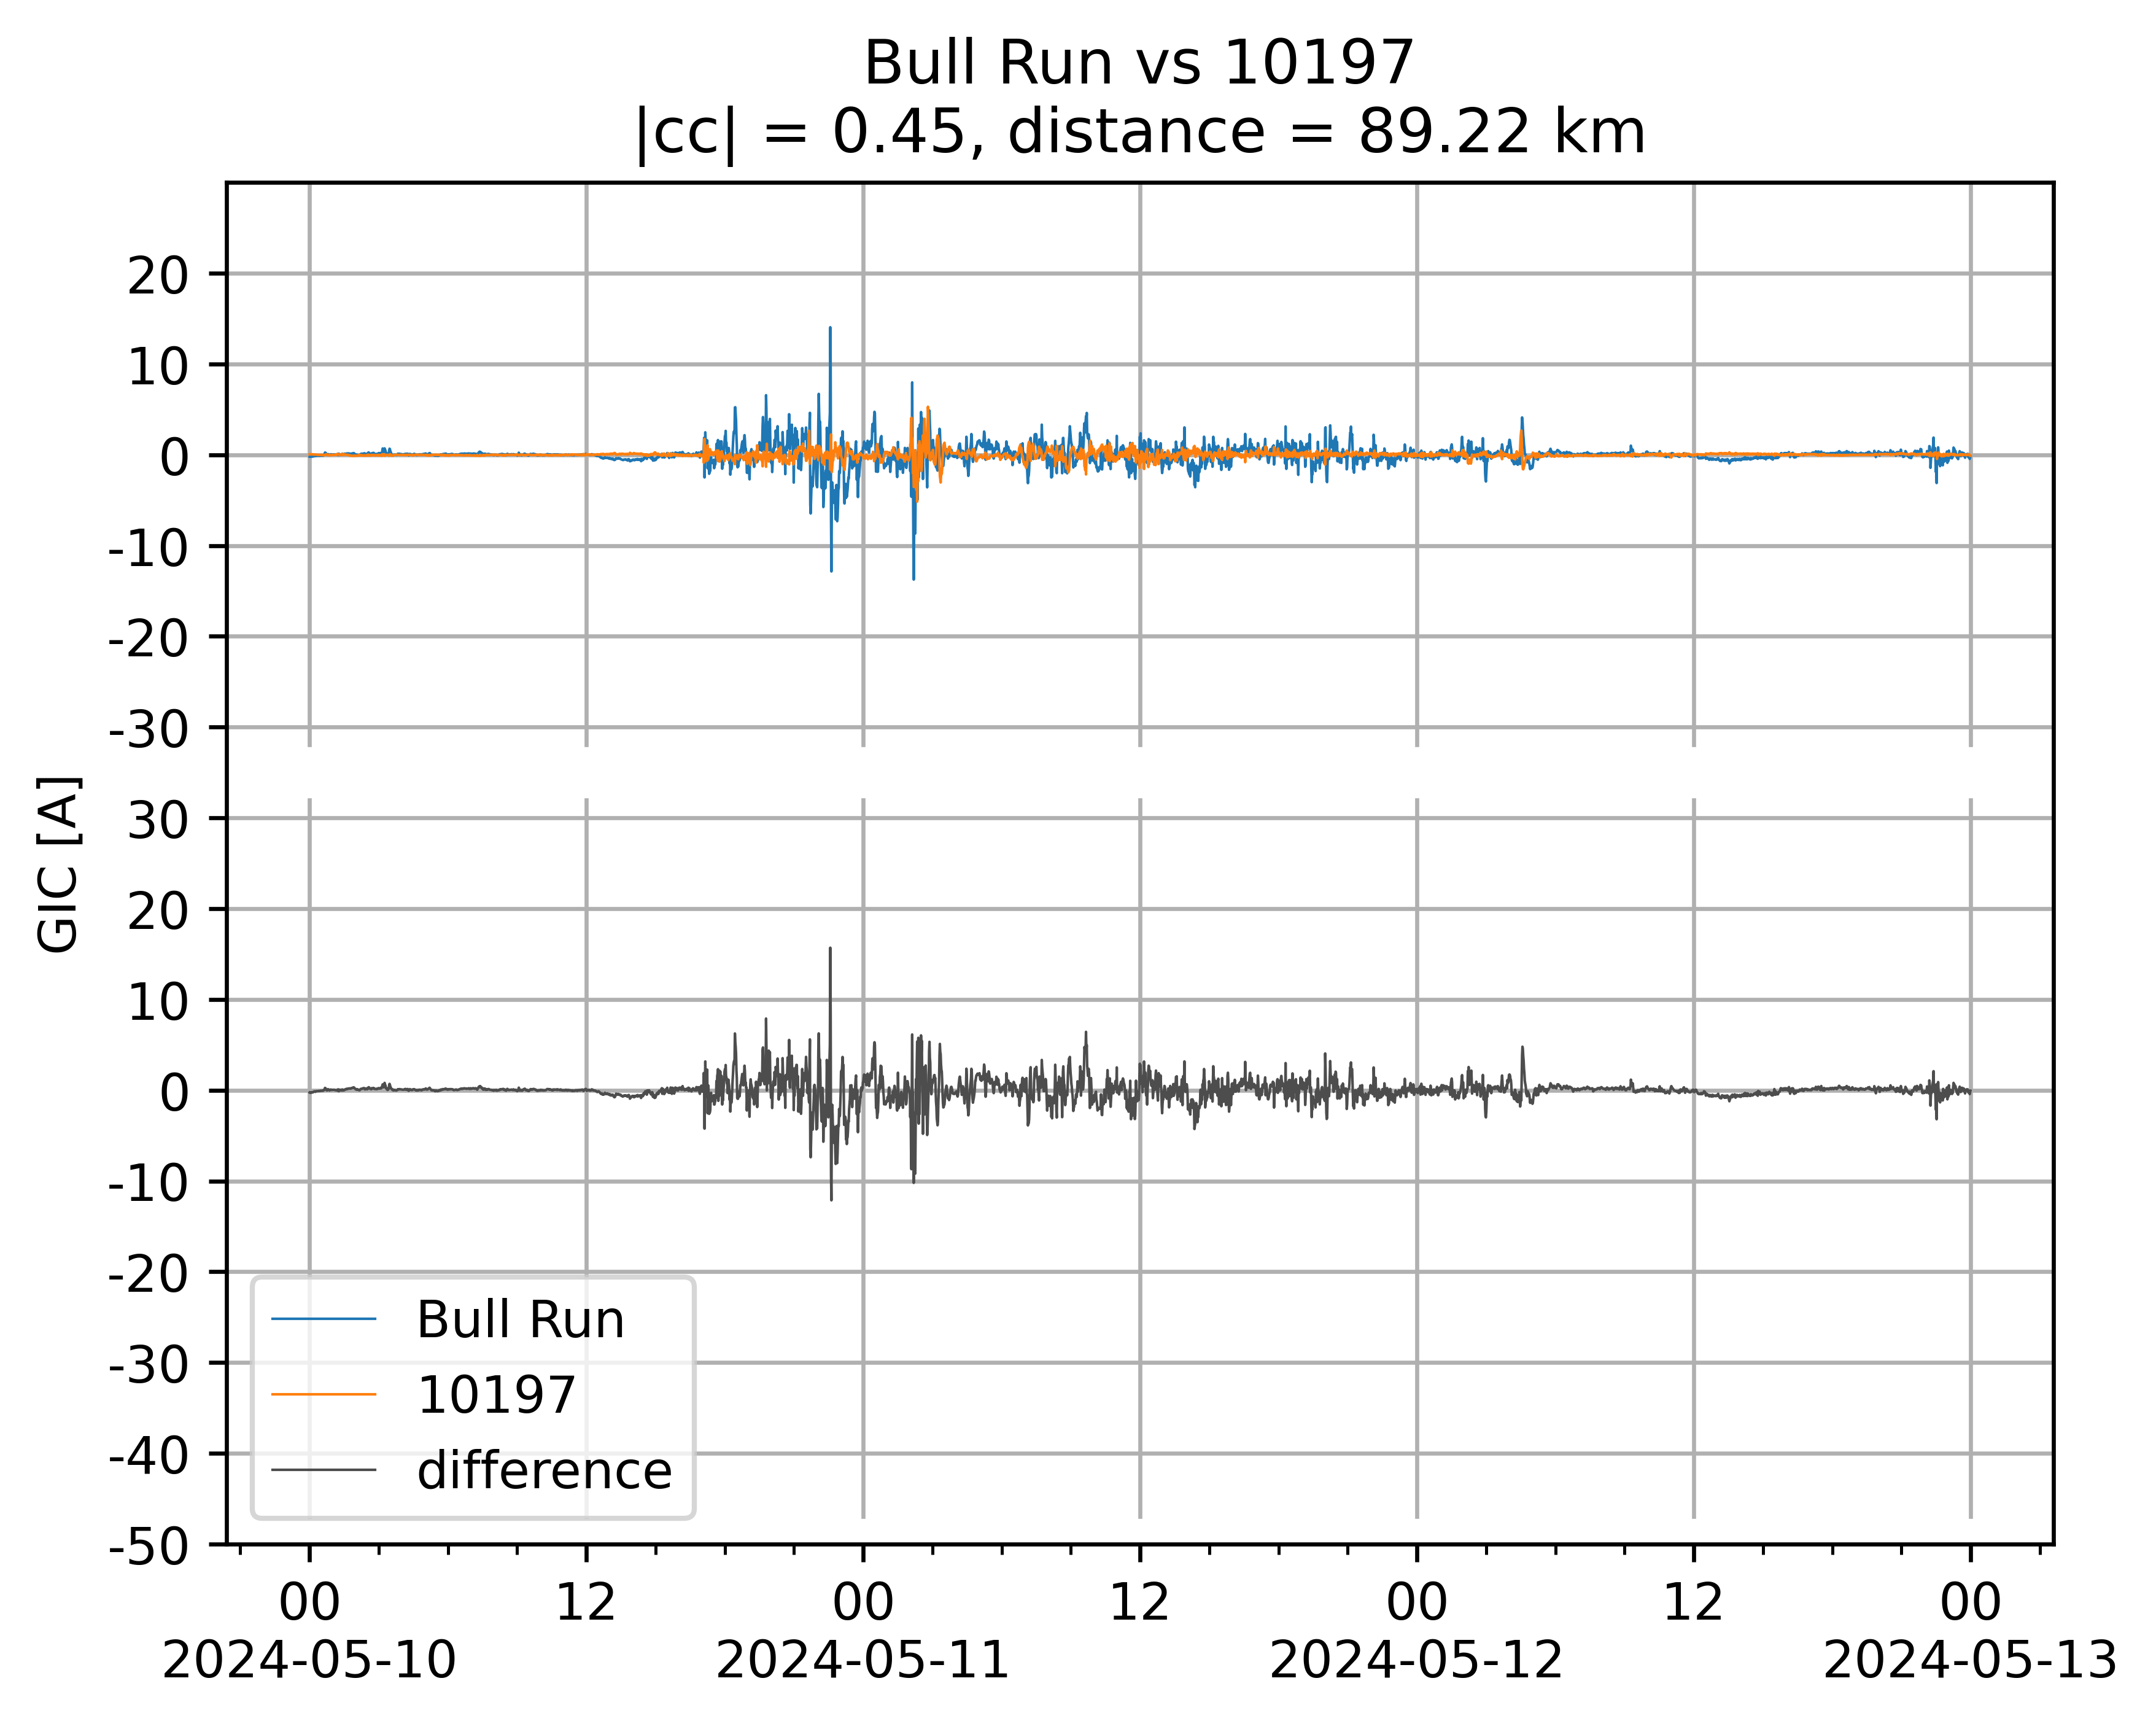 Bull Run vs 10197
|cc| = 0.45, distance = 89.22 km
20
10
0
-10
-20
-30
30
20
10
0
-10
-20
-30
-40
-50
GIC [A]
Bull Run
10197
difference
00 12 00 12 00 12 00
2024-05-10 2024-05-11 2024-05-12 2024-05-13